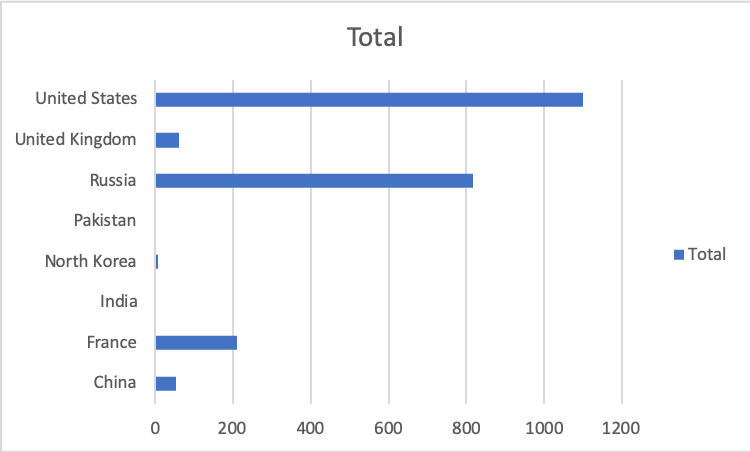 Total
United States
United Kingdom
Russia
Pakistan
North Korea
India
France
China
0 200 400 600 800 1000 1200
Total